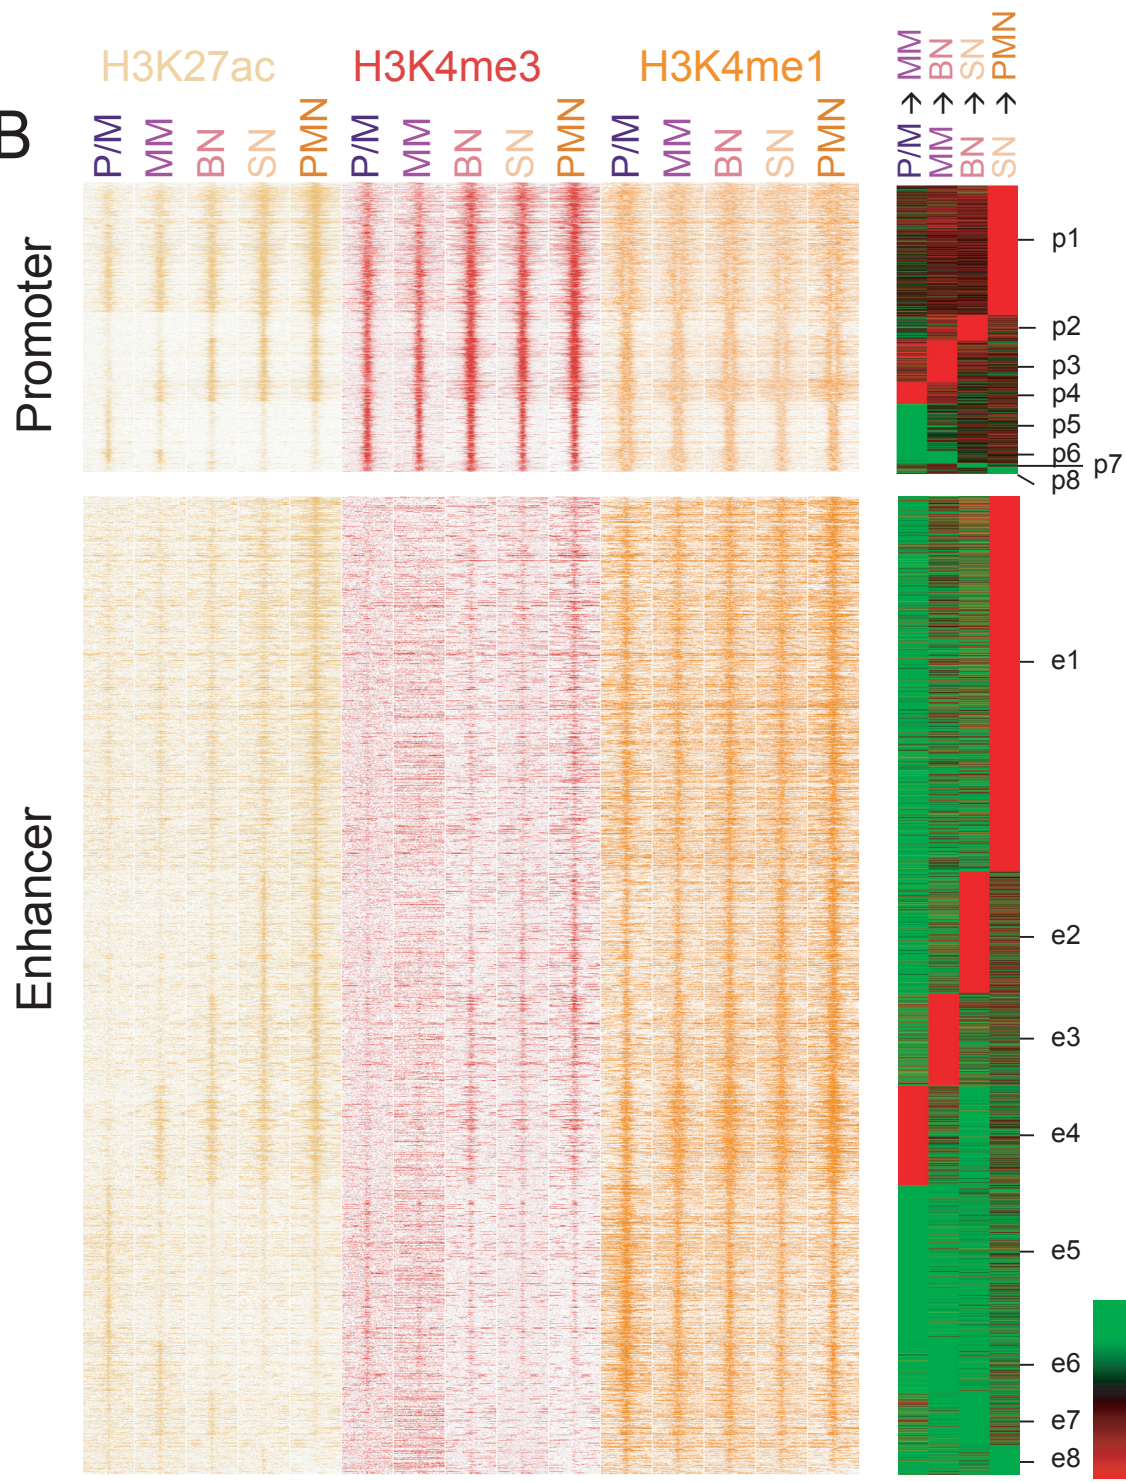 B
H3K27ac H3K4me3 H3K4me1
P/M MM BN SN PMN P/M MM BN SN PMN P/M MM BN SN PMN
P/M → MM
MM → BN
BN → SN
SN → PMN
Promoter
p1
p2
p3
p4
p5
p6
p7
p8
Enhancer
e1
e2
e3
e4
e5
e6
e7
e8